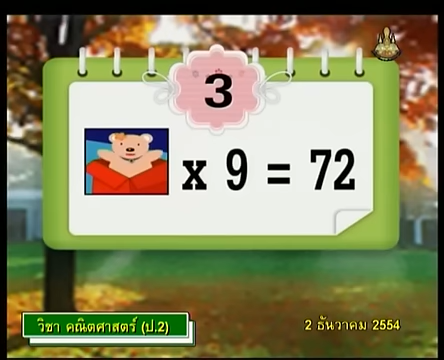 3
x 9 = 72
วิชา คณิตศาสตร์ (ป.2)
2 ธันวาคม 2554